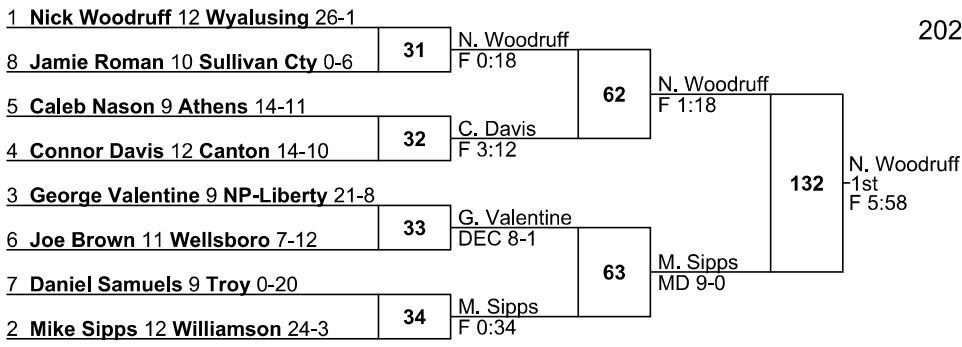 1 Nick Woodruff 12 Wyalusing 26-1
202
31
N. Woodruff
F 0:18
8 Jamie Roman 10 Sullivan Cty 0-6
62
N. Woodruff
F 1:18
5 Caleb Nason 9 Athens 14-11
32
C. Davis
F 3:12
4 Connor Davis 12 Canton 14-10
132
N. Woodruff
1st
F 5:58
3 George Valentine 9 NP-Liberty 21-8
33
G. Valentine
DEC 8-1
6 Joe Brown 11 Wellsboro 7-12
63
M. Sipps
MD 9-0
7 Daniel Samuels 9 Troy 0-20
34
M. Sipps
F 0:34
2 Mike Sipps 12 Williamson 24-3